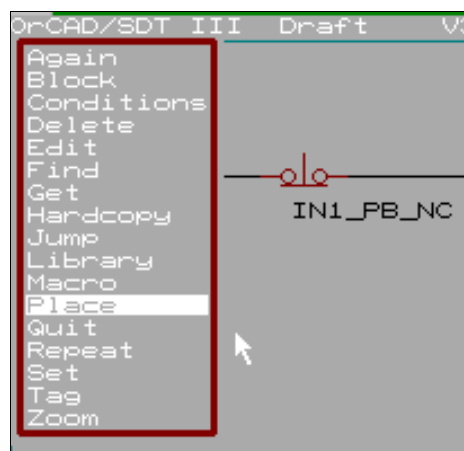 OrCAD/SDT III Draft V3
Again
Block
Conditions
Delete
Edit
Find
Get
Hardcopy
Jump
Library
Macro
Place
Quit
Repeat
Set
Tag
Zoom
IN1_PB_NC